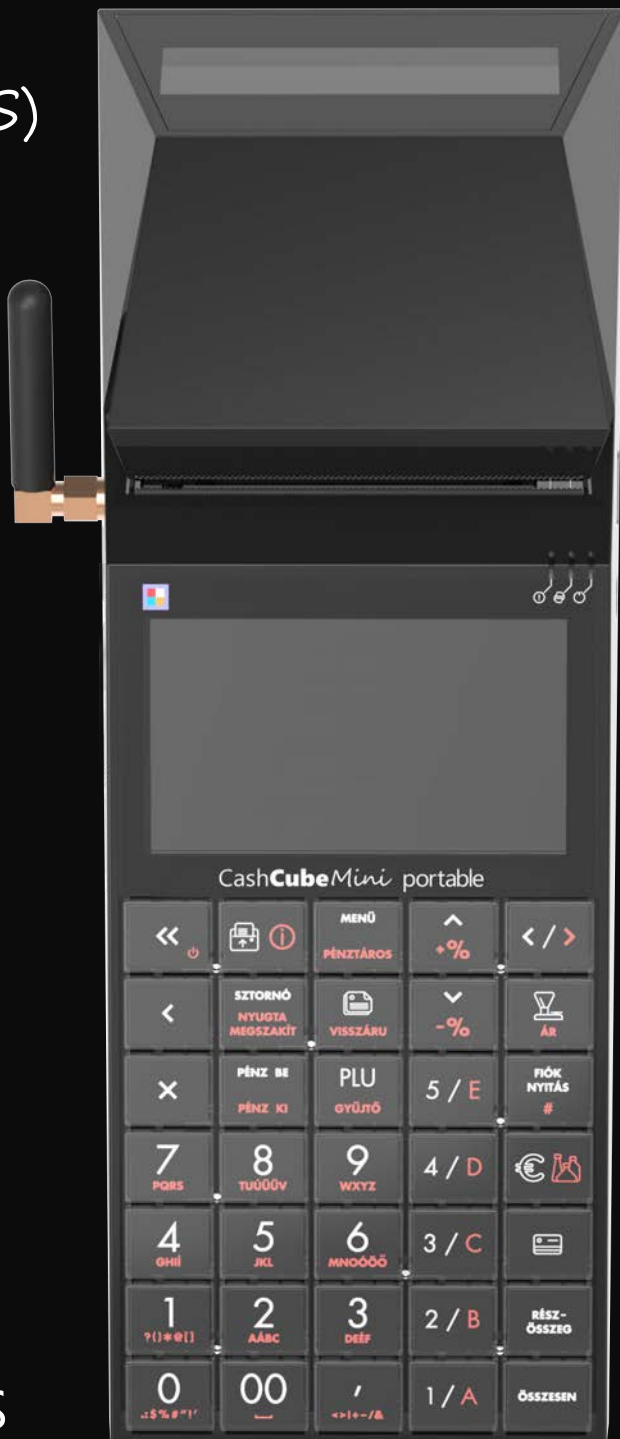 S)
CashCubeMini portable
MENÜ
PÉNZTÁROS
+%
< / >
SZTORNÓ
NYUGTA
MEGSZAKÍT
VISSZÁRU
-%
ÁR
×
PÉNZ BE
PÉNZ KI
PLU
GYŰJTŐ
5 / E
FIÓK
NYITÁS
#
7
PQRS
8
TUÚÜŰV
9
WXYZ
4 / D
€
4
GHIÍ
5
JKL
6
MNOÓÖŐ
3 / C
1
?()*@[]
2
AÁBC
3
DEÉF
2 / B
RÉSZ-
ÖSSZEG
0
.:$%#"!'
00
,
<>|+-/&
1 / A
ÖSSZESEN
S